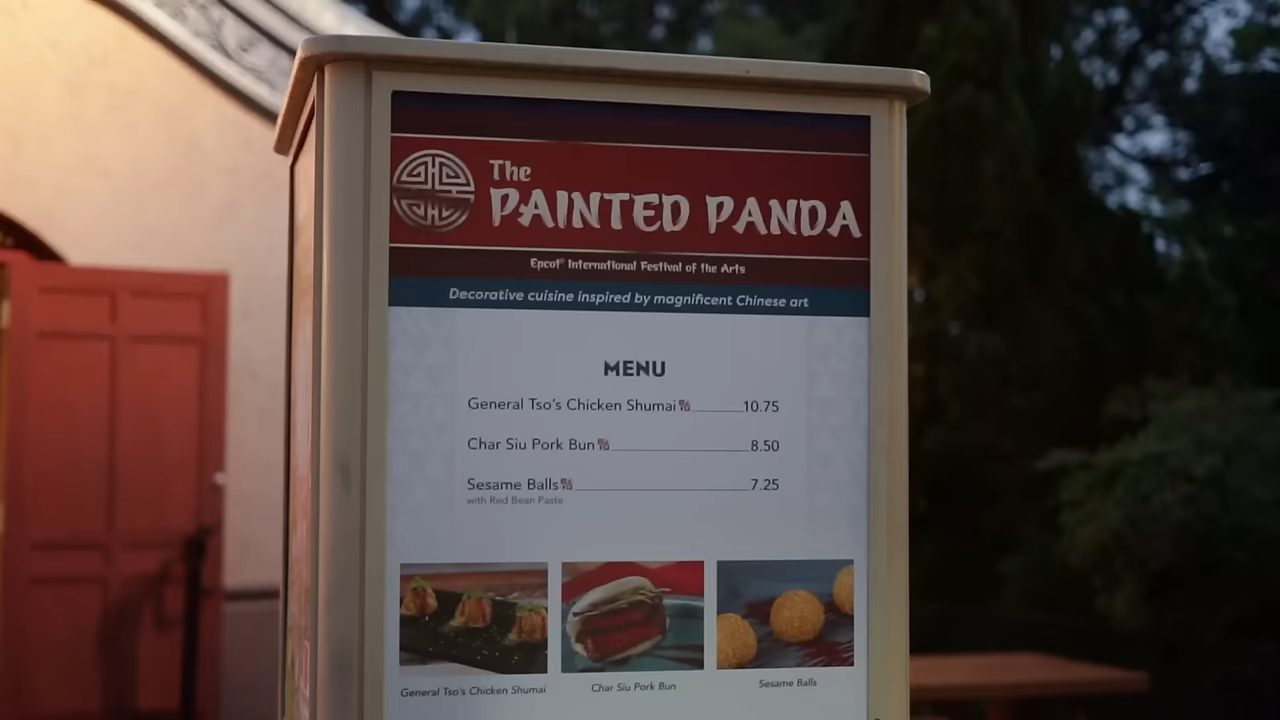 The
PAINTED PANDA
Epcot® International Festival of the Arts
Decorative cuisine inspired by magnificent Chinese art
MENU
General Tso's Chicken Shumai 10.75
Char Siu Pork Bun 8.50
Sesame Balls 7.25
with Red Bean Paste
General Tso's Chicken Shumai
Char Siu Pork Bun
Sesame Balls